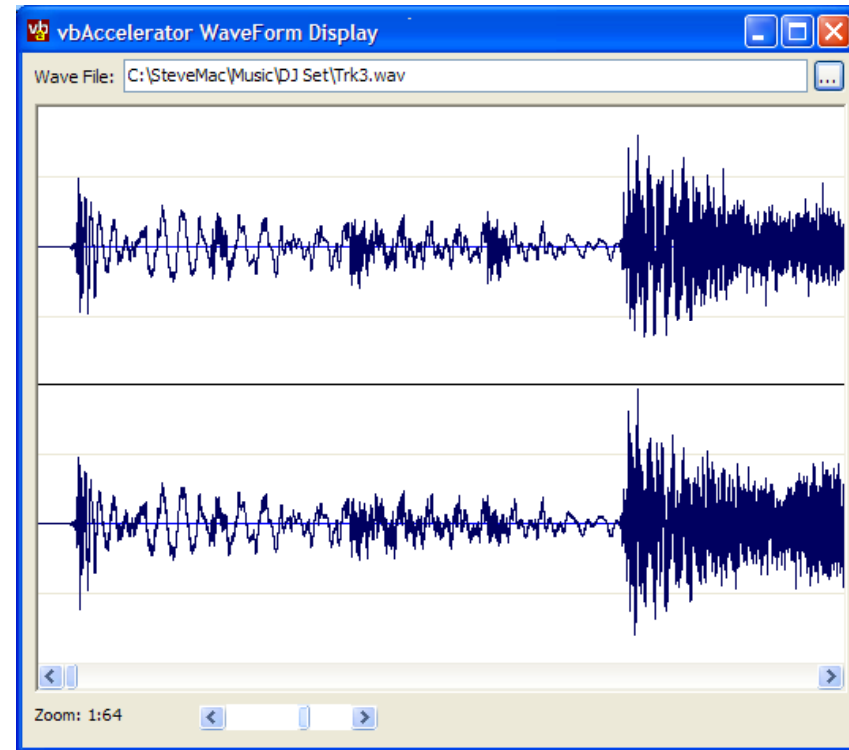 vbAccelerator WaveForm Display
Wave File: C:\SteveMac\Music\DJ Set\Trk3.wav ...
Zoom: 1:64